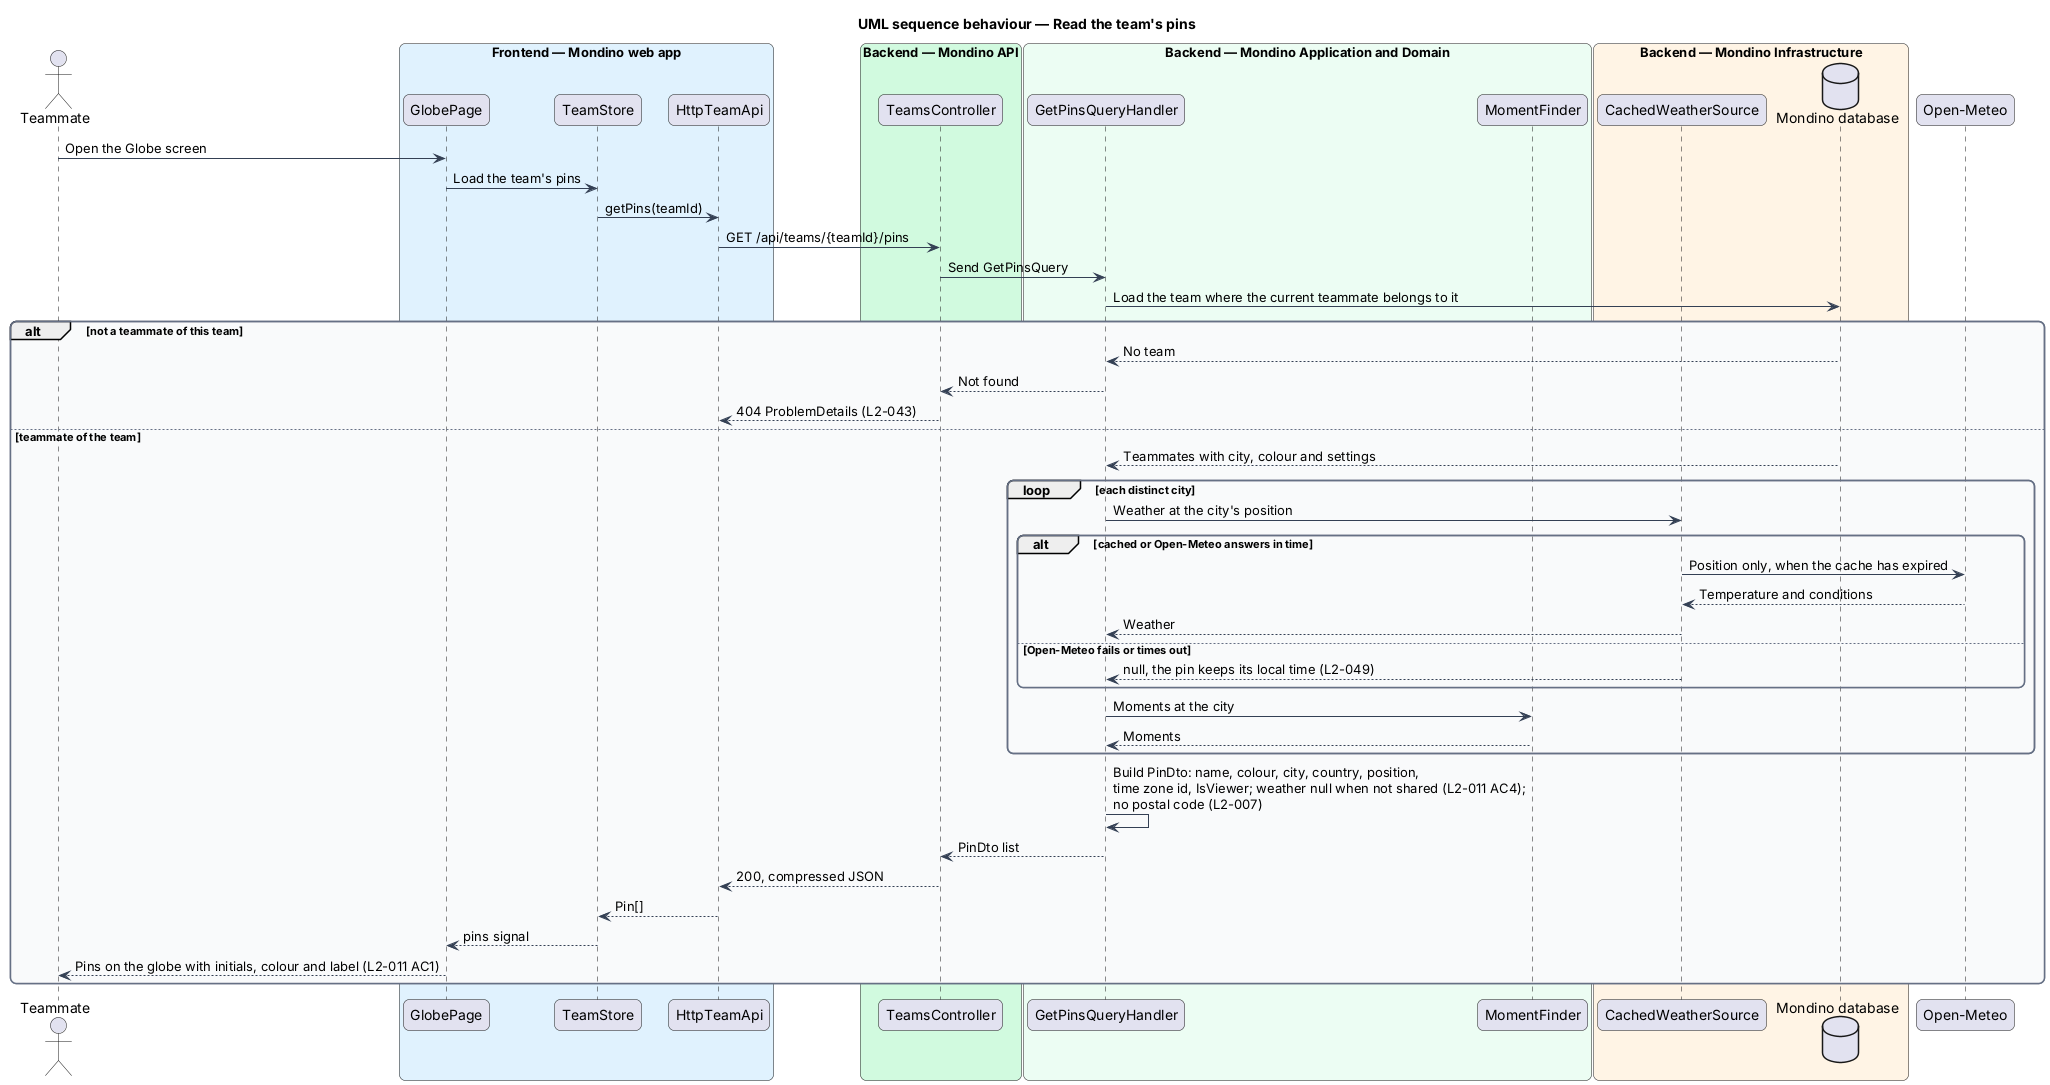 UML sequence behaviour — Read the team's pins
Frontend — Mondino web app
Backend — Mondino API
Backend — Mondino Application and Domain
Backend — Mondino Infrastructure
Teammate
GlobePage
TeamStore
HttpTeamApi
TeamsController
GetPinsQueryHandler
MomentFinder
CachedWeatherSource
Mondino database
Open-Meteo
Open the Globe screen
Load the team's pins
getPins(teamId)
GET /api/teams/{teamId}/pins
Send GetPinsQuery
Load the team where the current teammate belongs to it
alt
[not a teammate of this team]
No team
Not found
404 ProblemDetails (L2-043)
[teammate of the team]
Teammates with city, colour and settings
loop
[each distinct city]
Weather at the city's position
alt
[cached or Open-Meteo answers in time]
Position only, when the cache has expired
Temperature and conditions
Weather
[Open-Meteo fails or times out]
null, the pin keeps its local time (L2-049)
Moments at the city
Moments
Build PinDto: name, colour, city, country, position,
time zone id, IsViewer; weather null when not shared (L2-011 AC4);
no postal code (L2-007)
PinDto list
200, compressed JSON
Pin[]
pins signal
Pins on the globe with initials, colour and label (L2-011 AC1)
Teammate
GlobePage
TeamStore
HttpTeamApi
TeamsController
GetPinsQueryHandler
MomentFinder
CachedWeatherSource
Mondino database
Open-Meteo